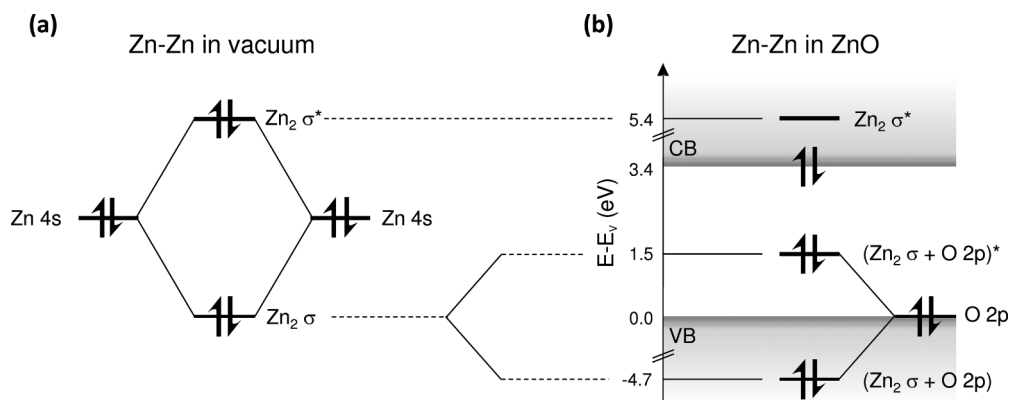 (a)
Zn-Zn in vacuum
Zn₂ σ*
Zn 4s
Zn 4s
Zn₂ σ
(b)
Zn-Zn in ZnO
E-Eᵥ (eV)
5.4
Zn₂ σ*
CB
3.4
1.5
(Zn₂ σ + O 2p)*
0.0
O 2p
VB
-4.7
(Zn₂ σ + O 2p)